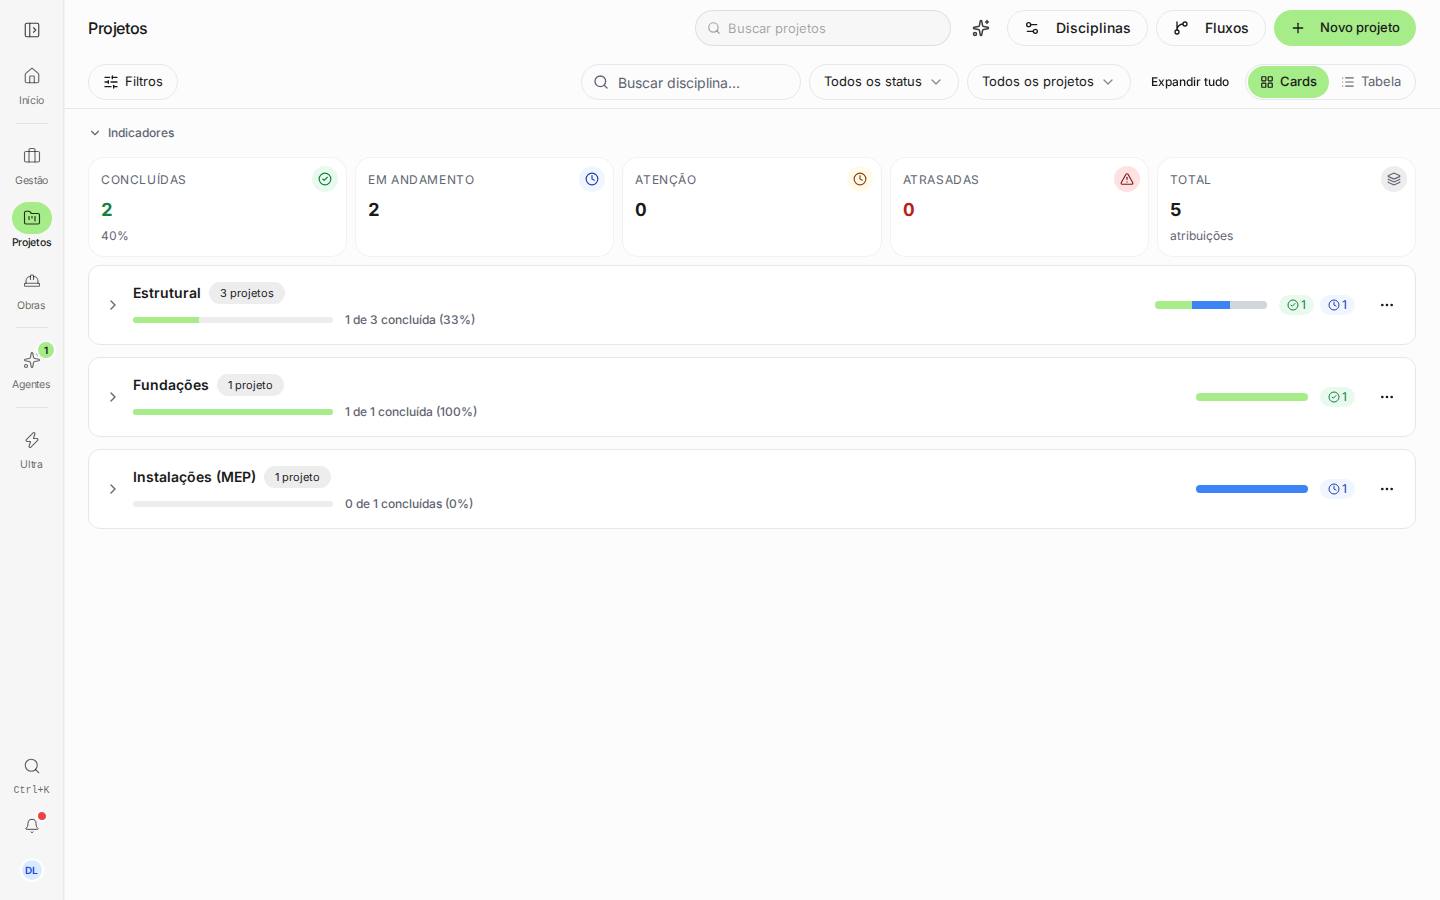 Projetos
Buscar projetos
Disciplinas
Fluxos
Novo projeto
Filtros
Buscar disciplina...
Todos os status
Todos os projetos
Expandir tudo
Cards
Tabela
Início
Gestão
Projetos
Obras
1
Agentes
Ultra
Ctrl+K
DL
Indicadores
CONCLUÍDAS
2
40%
EM ANDAMENTO
2
ATENÇÃO
0
ATRASADAS
0
TOTAL
5
atribuições
Estrutural 3 projetos
1 de 3 concluída (33%)
1 1
Fundações 1 projeto
1 de 1 concluída (100%)
1
Instalações (MEP) 1 projeto
0 de 1 concluídas (0%)
1